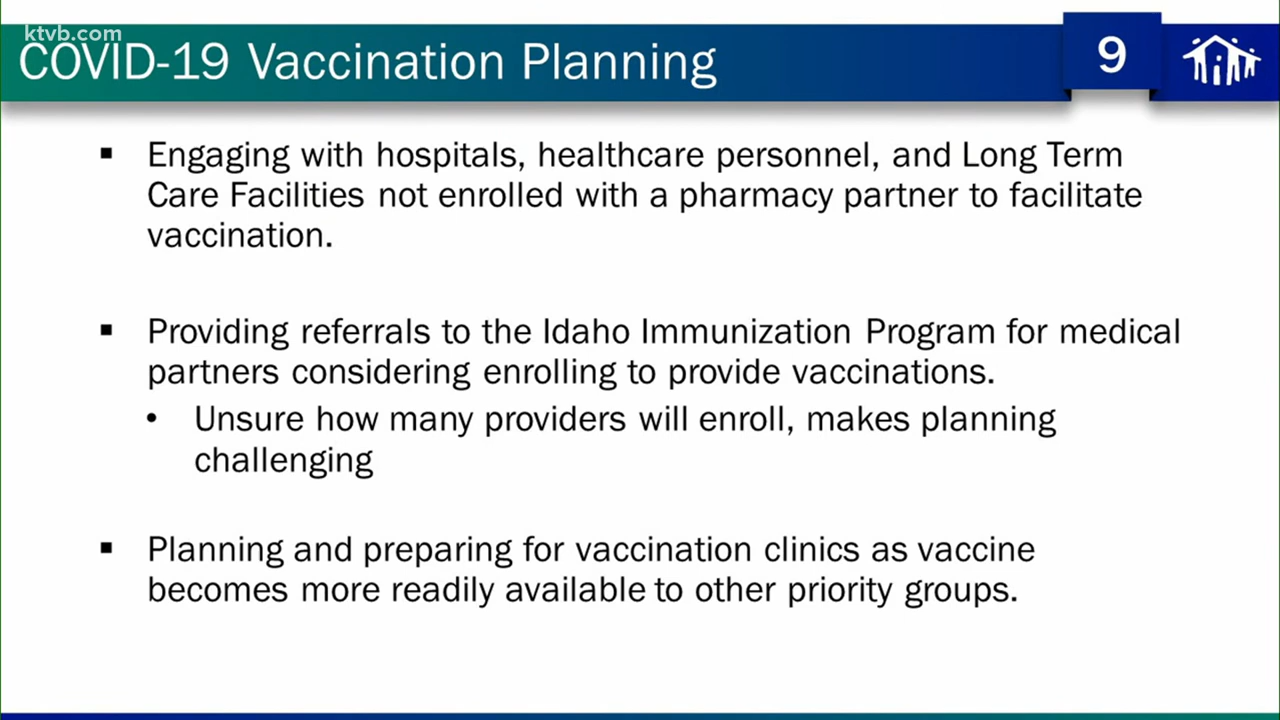 ktvb.com
COVID-19 Vaccination Planning
9
▪ Engaging with hospitals, healthcare personnel, and Long Term
Care Facilities not enrolled with a pharmacy partner to facilitate
vaccination.
▪ Providing referrals to the Idaho Immunization Program for medical
partners considering enrolling to provide vaccinations.
• Unsure how many providers will enroll, makes planning
challenging
▪ Planning and preparing for vaccination clinics as vaccine
becomes more readily available to other priority groups.